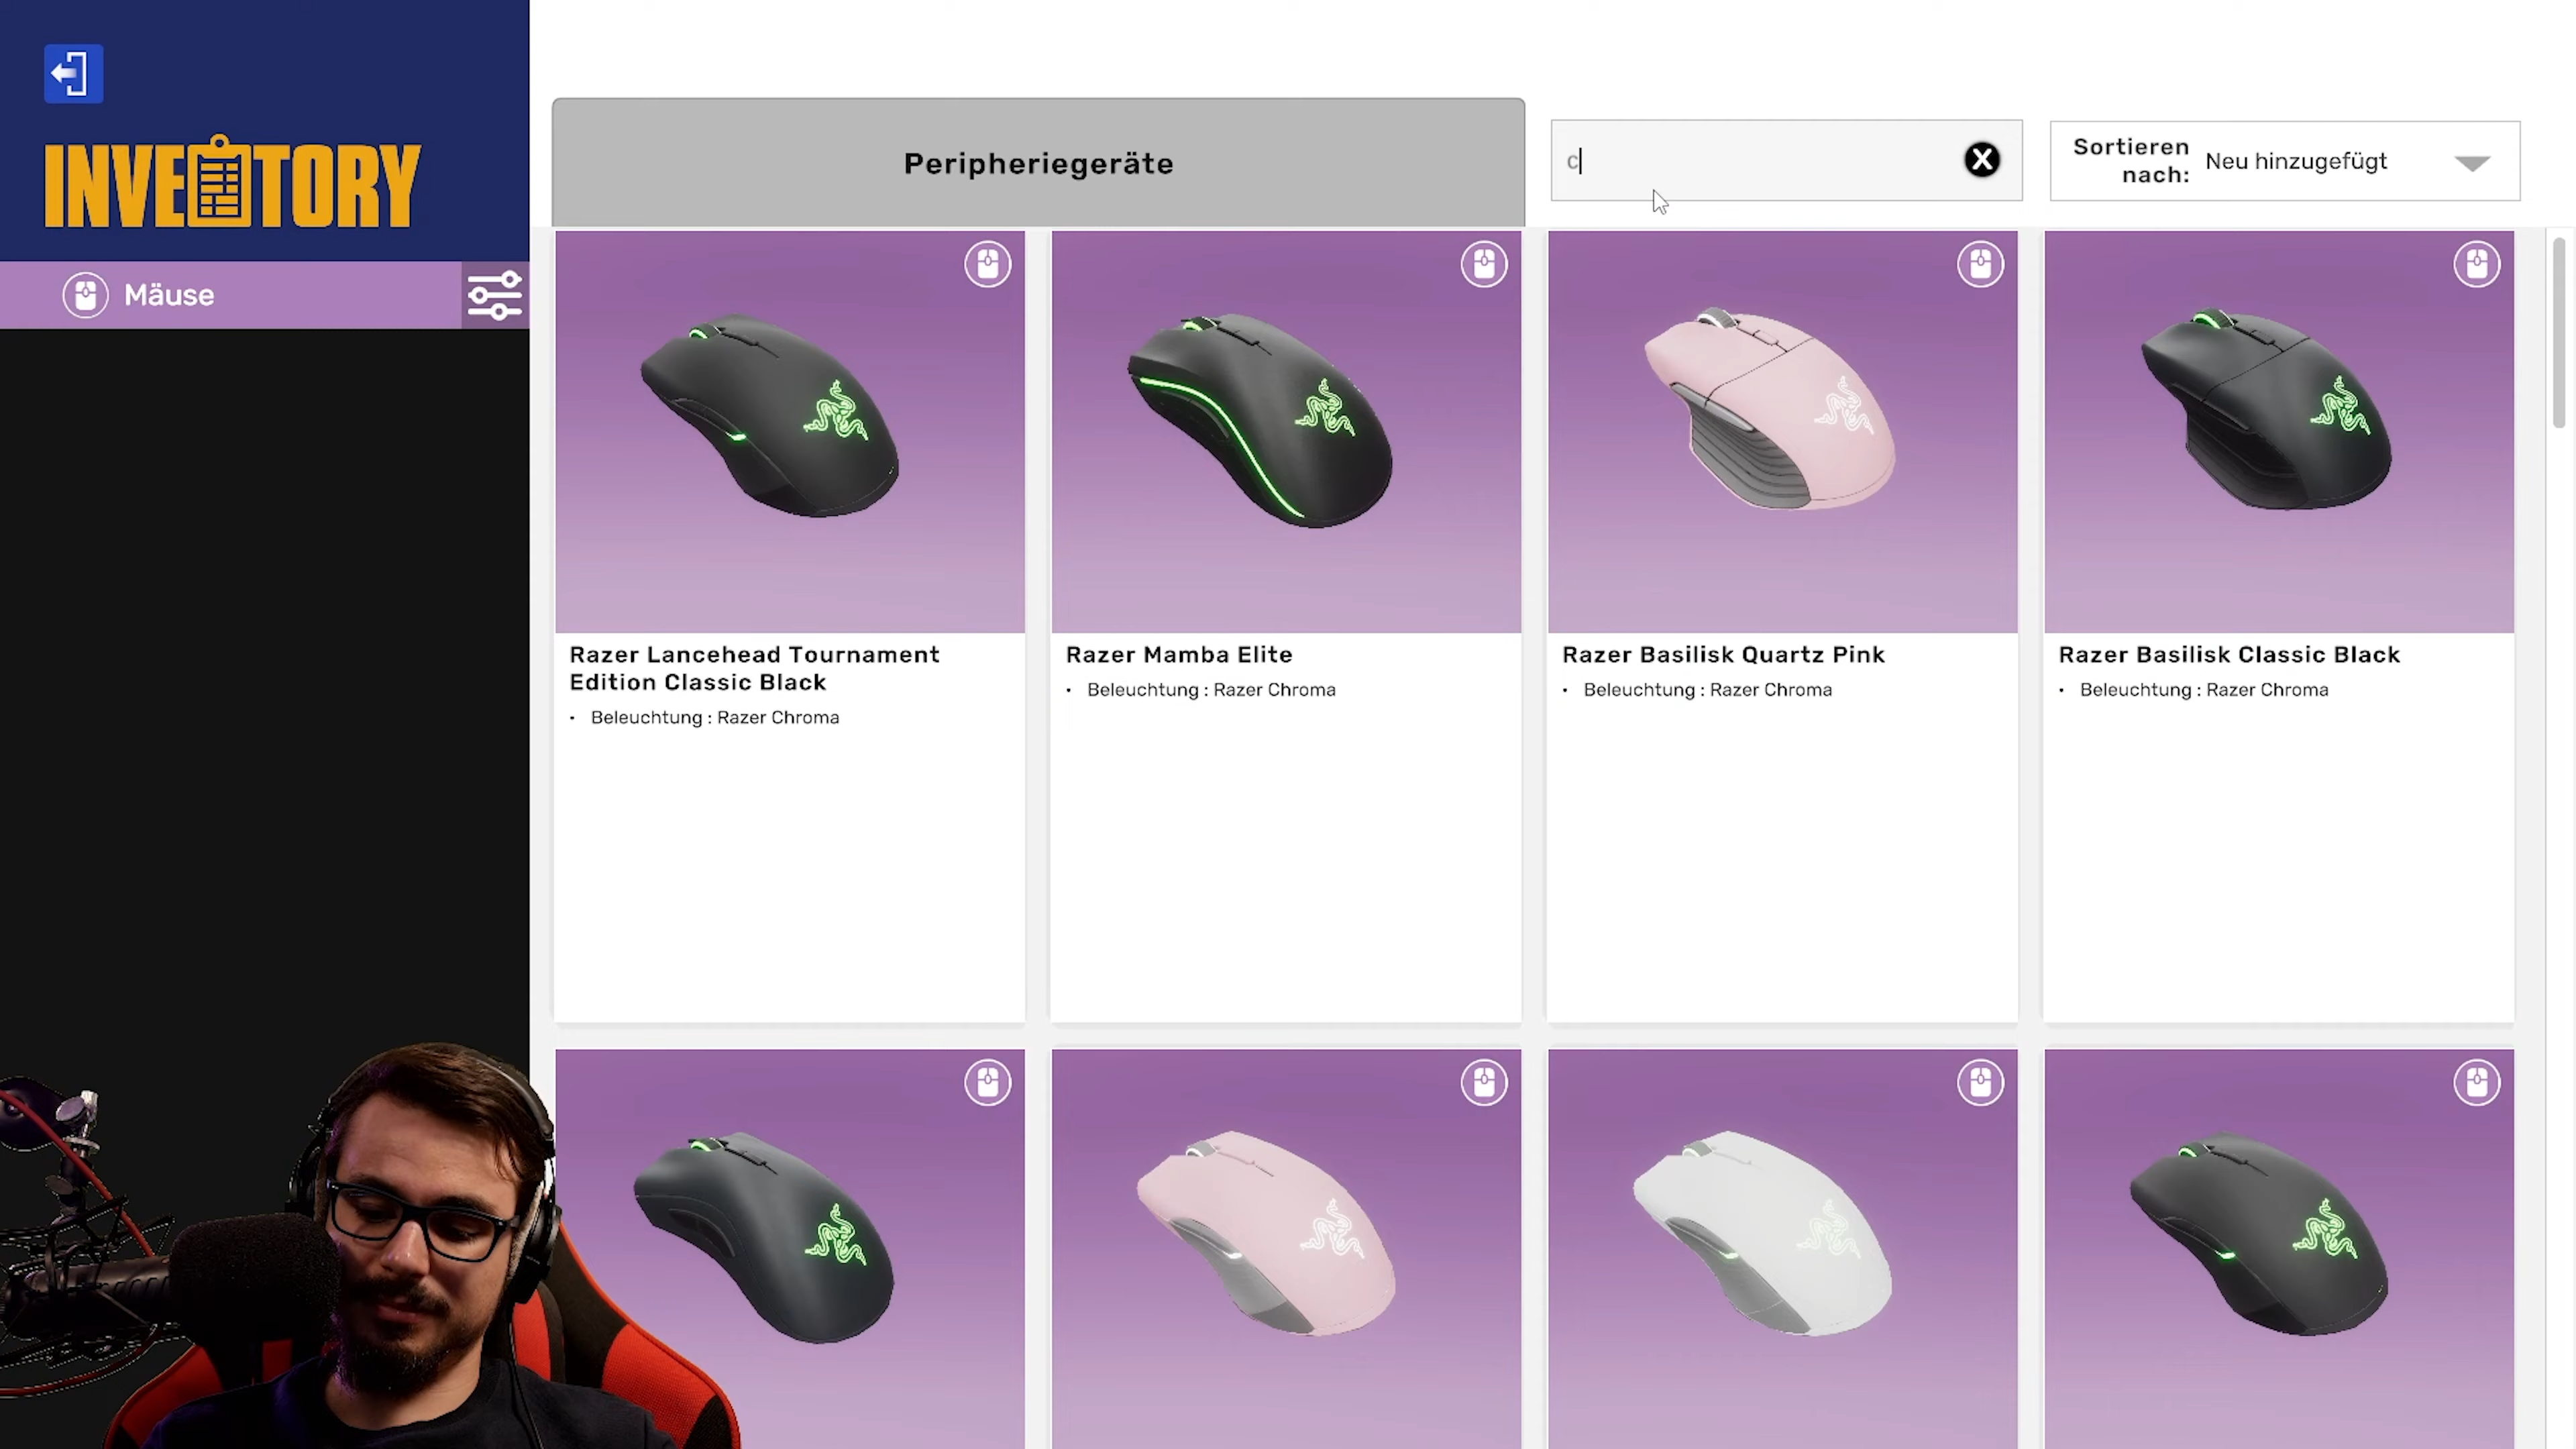 INVENTORY
Mäuse
Peripheriegeräte
c
X
Sortieren
nach:
Neu hinzugefügt
Razer Lancehead Tournament
Edition Classic Black
• Beleuchtung : Razer Chroma
Razer Mamba Elite
• Beleuchtung : Razer Chroma
Razer Basilisk Quartz Pink
• Beleuchtung : Razer Chroma
Razer Basilisk Classic Black
• Beleuchtung : Razer Chroma